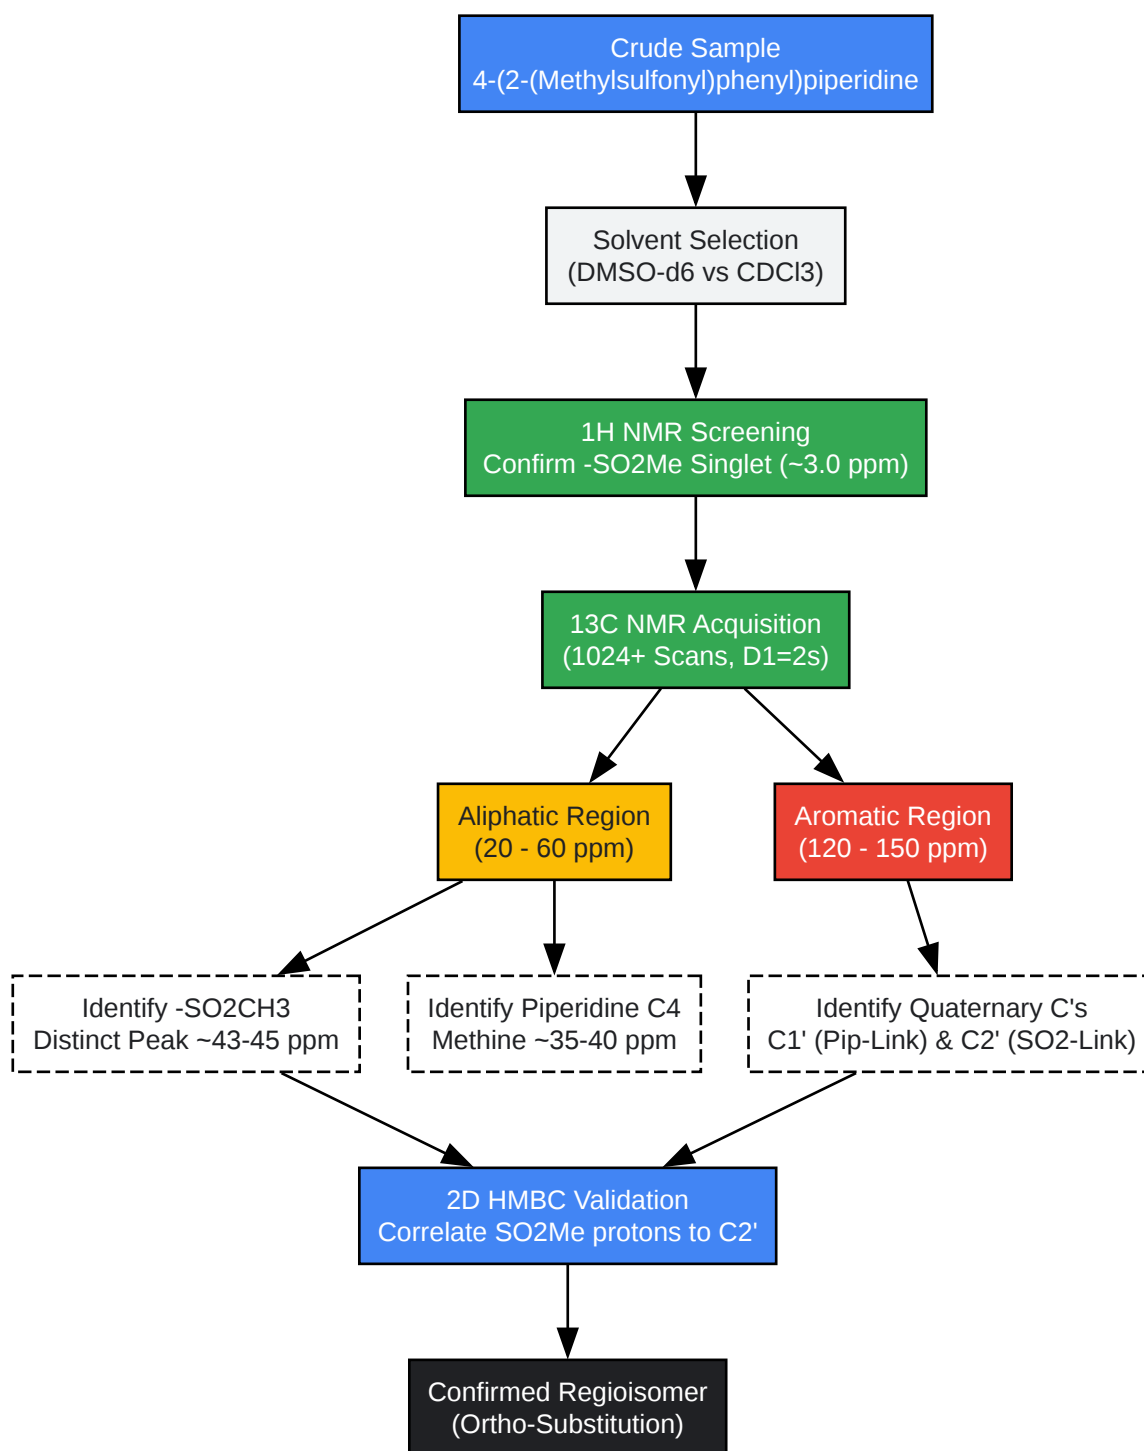 Crude Sample
4-(2-(Methylsulfonyl)phenyl)piperidine
Solvent Selection
(DMSO-d6 vs CDCl3)
1H NMR Screening
Confirm -SO2Me Singlet (~3.0 ppm)
13C NMR Acquisition
(1024+ Scans, D1=2s)
Aliphatic Region
(20 - 60 ppm)
Aromatic Region
(120 - 150 ppm)
Identify -SO2CH3
Distinct Peak ~43-45 ppm
Identify Piperidine C4
Methine ~35-40 ppm
Identify Quaternary C's
C1' (Pip-Link) & C2' (SO2-Link)
2D HMBC Validation
Correlate SO2Me protons to C2'
Confirmed Regioisomer
(Ortho-Substitution)